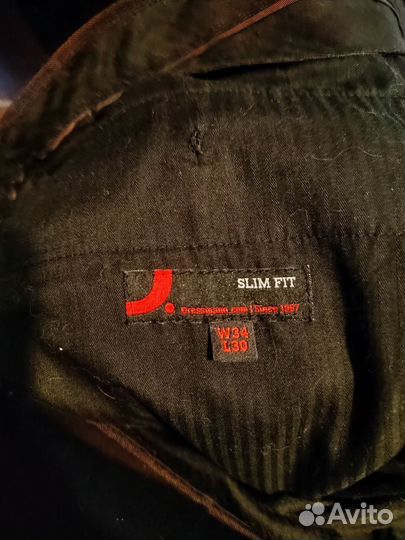 SLIM FIT
Dressmann.com | Since 1967
W34
L30
Avito